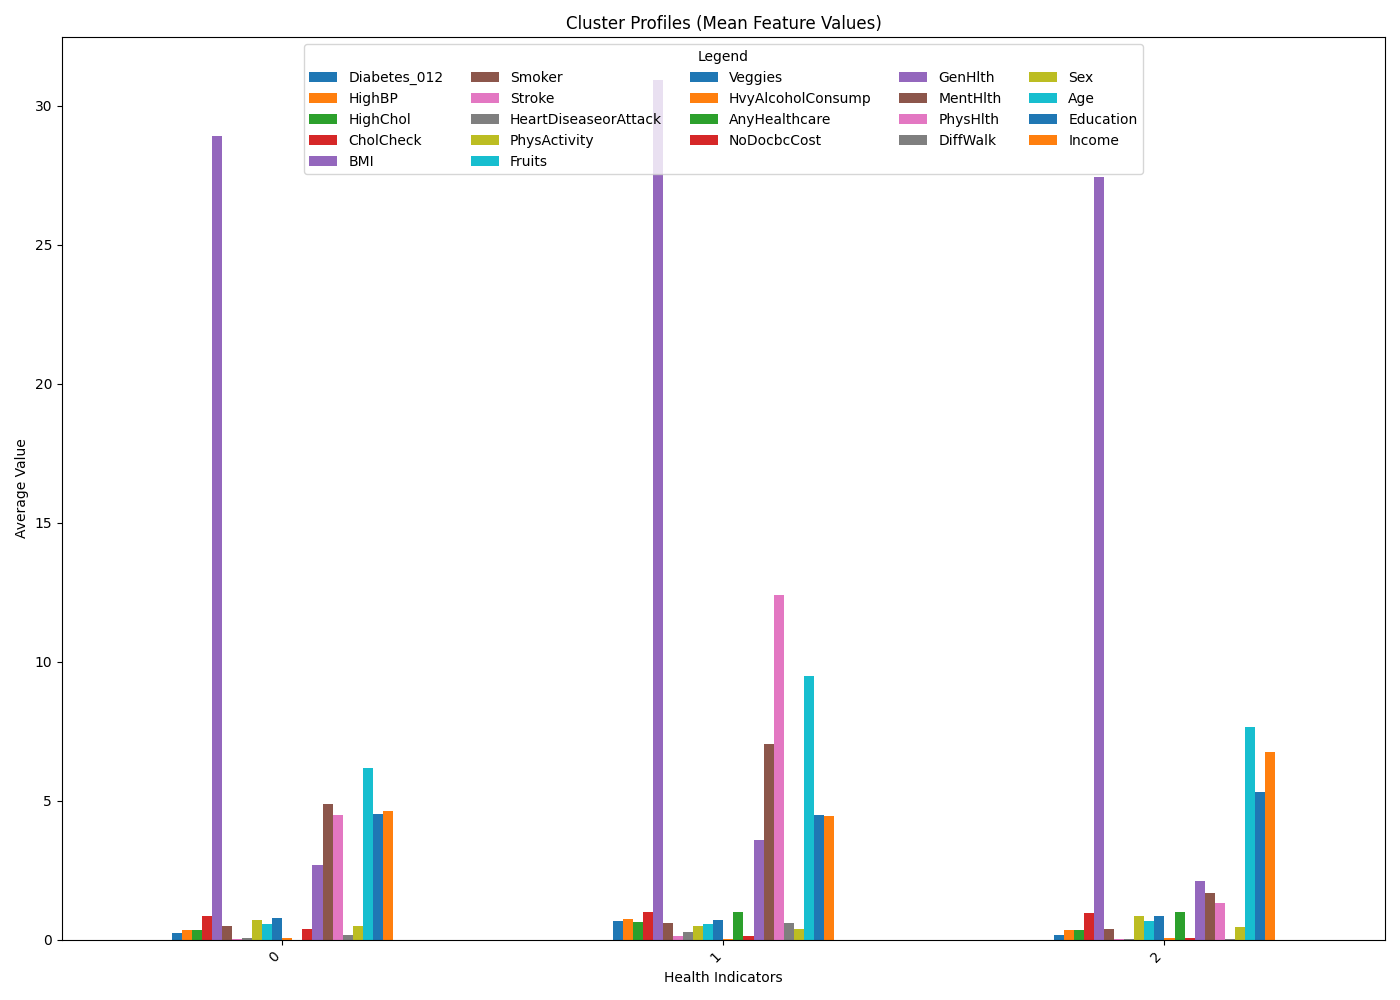 Cluster Profiles (Mean Feature Values)
Legend
Diabetes_012
HighBP
HighChol
CholCheck
BMI
Smoker
Stroke
HeartDiseaseorAttack
PhysActivity
Fruits
Veggies
HvyAlcoholConsump
AnyHealthcare
NoDocbcCost
GenHlth
MentHlth
PhysHlth
DiffWalk
Sex
Age
Education
Income
Average Value
30
25
20
15
10
5
0
0
1
2
Health Indicators